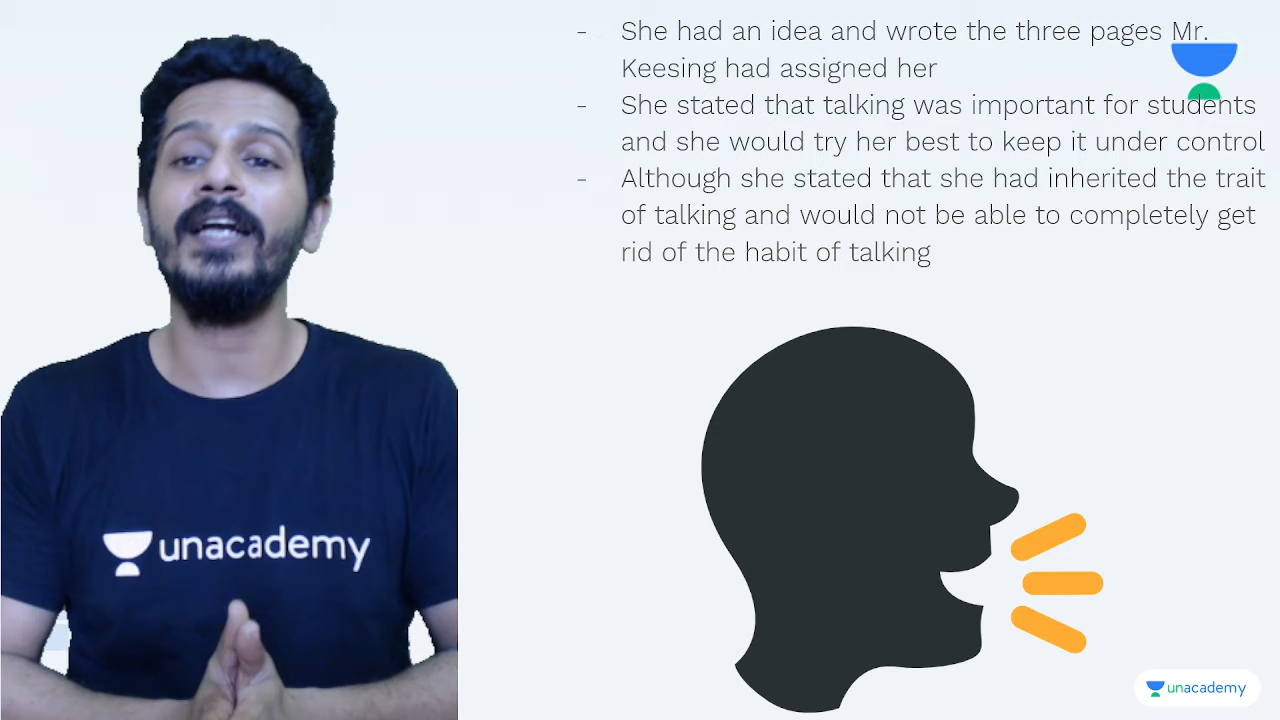 - She had an idea and wrote the three pages Mr.
Keesing had assigned her
- She stated that talking was important for students
and she would try her best to keep it under control
- Although she stated that she had inherited the trait
of talking and would not be able to completely get
rid of the habit of talking
unacademy
unacademy